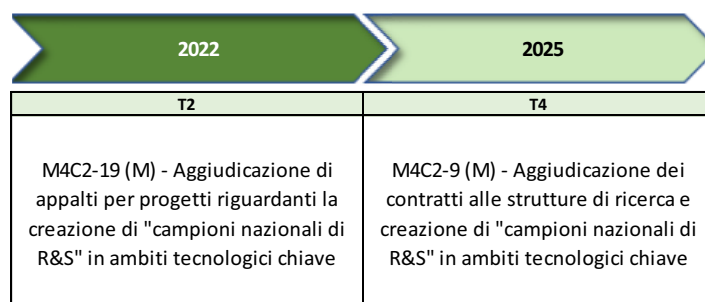 2022
2025
T2
T4
M4C2-19 (M) - Aggiudicazione di
appalti per progetti riguardanti la
creazione di "campioni nazionali di
R&S" in ambiti tecnologici chiave
M4C2-9 (M) - Aggiudicazione dei
contratti alle strutture di ricerca e
creazione di "campioni nazionali di
R&S" in ambiti tecnologici chiave